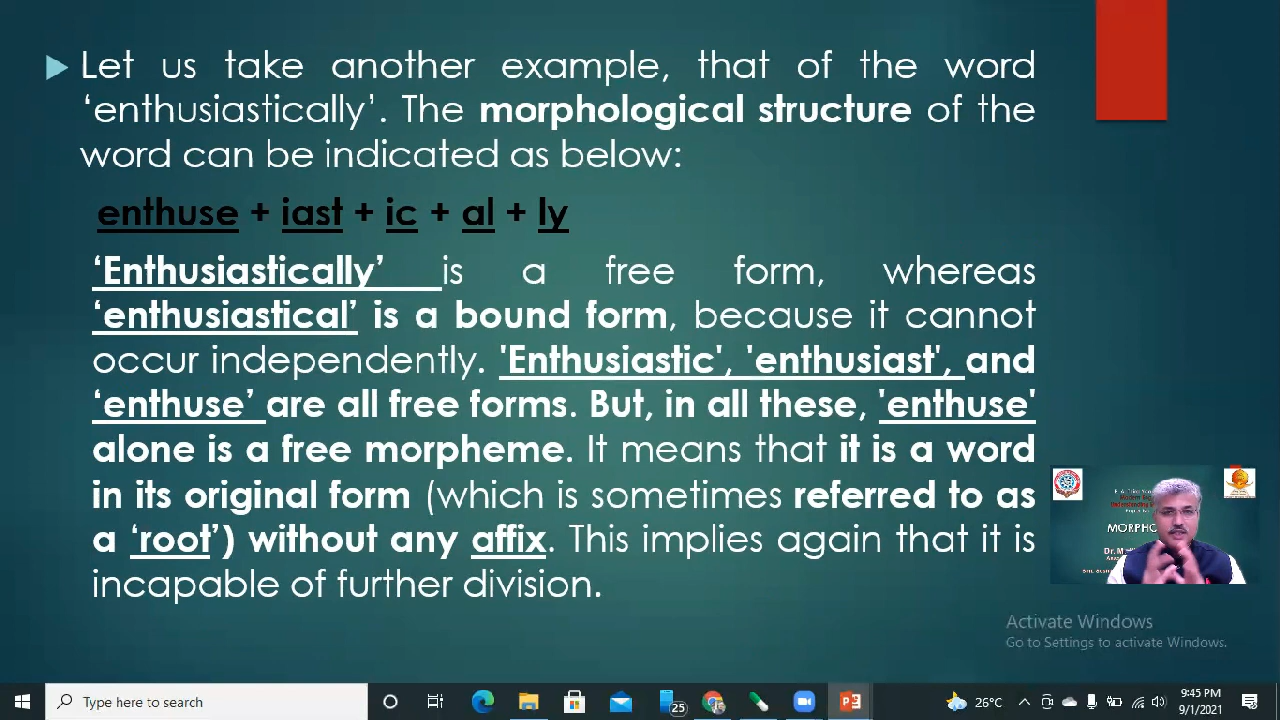 Let us take another example, that of the word
‘enthusiastically’. The morphological structure of the
word can be indicated as below:
enthuse + iast + ic + al + ly
‘Enthusiastically’ is a free form, whereas
‘enthusiastical’ is a bound form, because it cannot
occur independently. 'Enthusiastic', 'enthusiast', and
‘enthuse’ are all free forms. But, in all these, 'enthuse'
alone is a free morpheme. It means that it is a word
in its original form (which is sometimes referred to as
a ‘root’) without any affix. This implies again that it is
incapable of further division.
MORPHO
Activate Windows
Go to Settings to activate Windows.
Type here to search
25
26°C
9:45 PM
9/1/2021